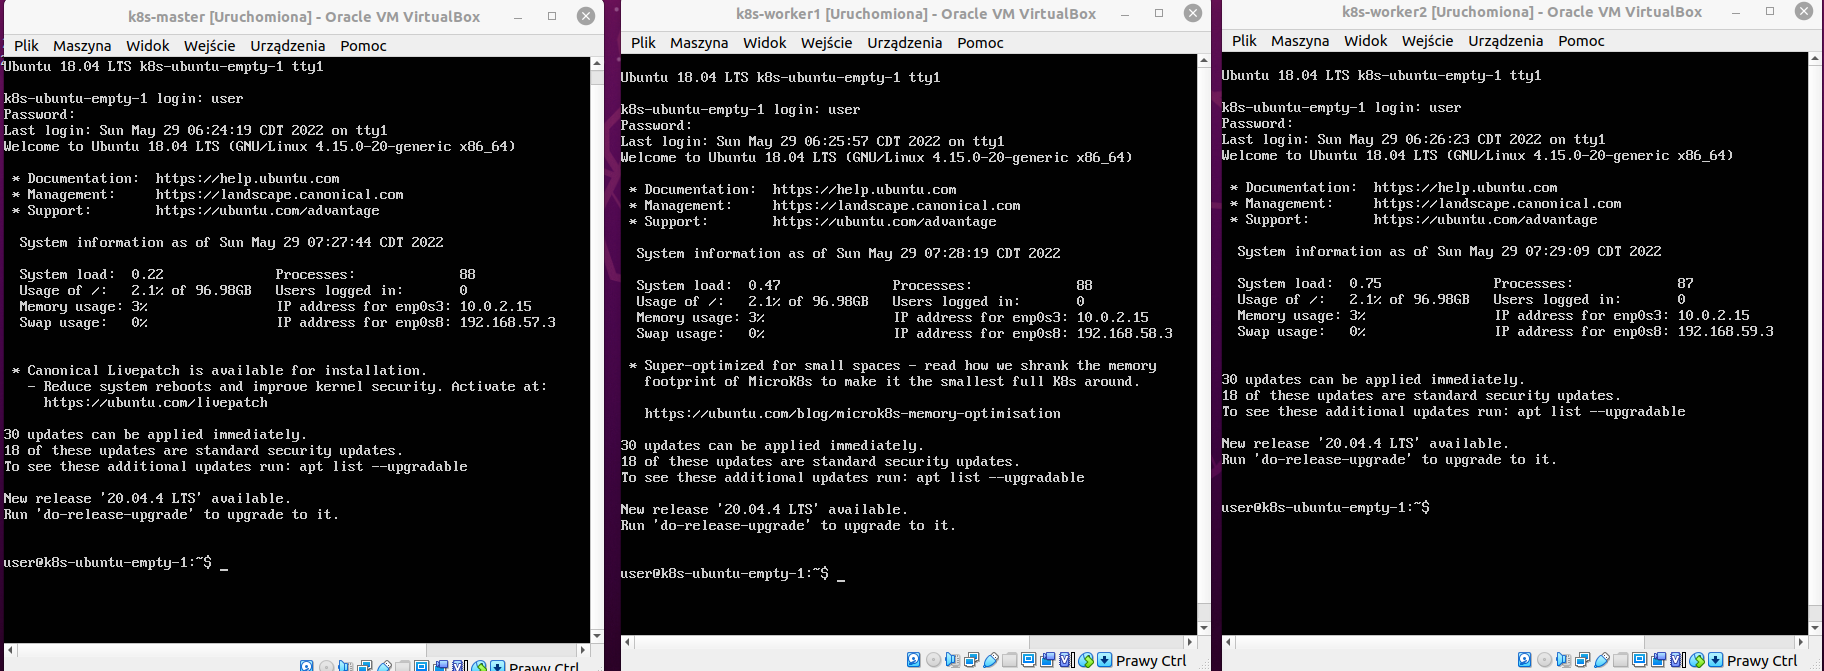 k8s-master [Uruchomiona] - Oracle VM VirtualBox
Plik Maszyna Widok Wejście Urządzenia Pomoc
Ubuntu 18.04 LTS k8s-ubuntu-empty-1 tty1
k8s-ubuntu-empty-1 login: user
Password:
Last login: Sun May 29 06:24:19 CDT 2022 on tty1
Welcome to Ubuntu 18.04 LTS (GNU/Linux 4.15.0-20-generic x86_64)
* Documentation: https://help.ubuntu.com
* Management: https://landscape.canonical.com
* Support: https://ubuntu.com/advantage
System information as of Sun May 29 07:27:44 CDT 2022
System load: 0.22 Processes: 88
Usage of /: 2.1% of 96.98GB Users logged in: 0
Memory usage: 3% IP address for enp0s3: 10.0.2.15
Swap usage: 0% IP address for enp0s8: 192.168.57.3
* Canonical Livepatch is available for installation.
- Reduce system reboots and improve kernel security. Activate at:
https://ubuntu.com/livepatch
30 updates can be applied immediately.
18 of these updates are standard security updates.
To see these additional updates run: apt list --upgradable
New release '20.04.4 LTS' available.
Run 'do-release-upgrade' to upgrade to it.
user@k8s-ubuntu-empty-1:~$ _
Prawy Ctrl
k8s-worker1 [Uruchomiona] - Oracle VM VirtualBox
Plik Maszyna Widok Wejście Urządzenia Pomoc
Ubuntu 18.04 LTS k8s-ubuntu-empty-1 tty1
k8s-ubuntu-empty-1 login: user
Password:
Last login: Sun May 29 06:25:57 CDT 2022 on tty1
Welcome to Ubuntu 18.04 LTS (GNU/Linux 4.15.0-20-generic x86_64)
* Documentation: https://help.ubuntu.com
* Management: https://landscape.canonical.com
* Support: https://ubuntu.com/advantage
System information as of Sun May 29 07:28:19 CDT 2022
System load: 0.47 Processes: 88
Usage of /: 2.1% of 96.98GB Users logged in: 0
Memory usage: 3% IP address for enp0s3: 10.0.2.15
Swap usage: 0% IP address for enp0s8: 192.168.58.3
* Super-optimized for small spaces - read how we shrank the memory
footprint of MicroK8s to make it the smallest full K8s around.
https://ubuntu.com/blog/microk8s-memory-optimisation
30 updates can be applied immediately.
18 of these updates are standard security updates.
To see these additional updates run: apt list --upgradable
New release '20.04.4 LTS' available.
Run 'do-release-upgrade' to upgrade to it.
user@k8s-ubuntu-empty-1:~$ _
Prawy Ctrl
k8s-worker2 [Uruchomiona] - Oracle VM VirtualBox
Plik Maszyna Widok Wejście Urządzenia Pomoc
Ubuntu 18.04 LTS k8s-ubuntu-empty-1 tty1
k8s-ubuntu-empty-1 login: user
Password:
Last login: Sun May 29 06:26:23 CDT 2022 on tty1
Welcome to Ubuntu 18.04 LTS (GNU/Linux 4.15.0-20-generic x86_64)
* Documentation: https://help.ubuntu.com
* Management: https://landscape.canonical.com
* Support: https://ubuntu.com/advantage
System information as of Sun May 29 07:29:09 CDT 2022
System load: 0.75 Processes: 87
Usage of /: 2.1% of 96.98GB Users logged in: 0
Memory usage: 3% IP address for enp0s3: 10.0.2.15
Swap usage: 0% IP address for enp0s8: 192.168.59.3
30 updates can be applied immediately.
18 of these updates are standard security updates.
To see these additional updates run: apt list --upgradable
New release '20.04.4 LTS' available.
Run 'do-release-upgrade' to upgrade to it.
user@k8s-ubuntu-empty-1:~$
Prawy Ctrl